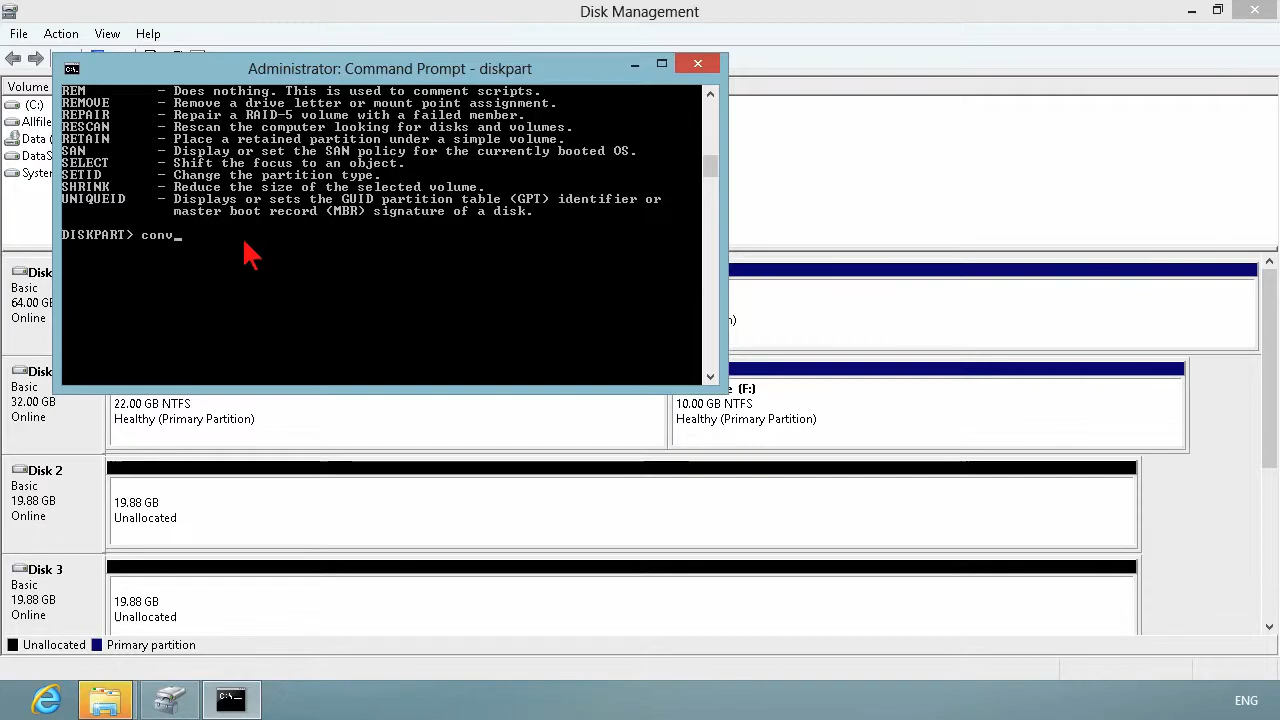 Disk Management
File Action View Help
Administrator: Command Prompt - diskpart
Volume
(C:)
Allfile
Data (
DataS
System
REM - Does nothing. This is used to comment scripts.
REMOVE - Remove a drive letter or mount point assignment.
REPAIR - Repair a RAID-5 volume with a failed member.
RESCAN - Rescan the computer looking for disks and volumes.
RETAIN - Place a retained partition under a simple volume.
SAN - Display or set the SAN policy for the currently booted OS.
SELECT - Shift the focus to an object.
SETID - Change the partition type.
SHRINK - Reduce the size of the selected volume.
UNIQUEID - Displays or sets the GUID partition table (GPT) identifier or
master boot record (MBR) signature of a disk.
DISKPART> conv_
Disk
Basic
64.00 GB
Online
)
Disk
Basic
32.00 GB
Online
22.00 GB NTFS
Healthy (Primary Partition)
e (F:)
10.00 GB NTFS
Healthy (Primary Partition)
Disk 2
Basic
19.88 GB
Online
19.88 GB
Unallocated
Disk 3
Basic
19.88 GB
Online
19.88 GB
Unallocated
Unallocated Primary partition
C:\
ENG